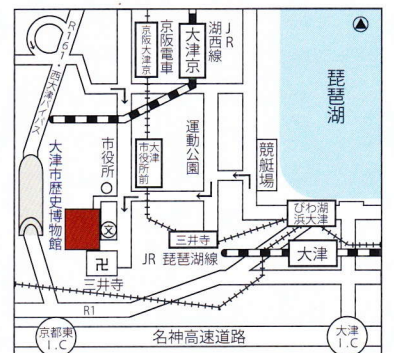 R161・西大津バイパス
京阪大津京
京阪電車
大津京
湖西線
JR
琵琶湖
大津市歴史博物館
市役所
大津
市役所前
運動公園
競艇場
びわ湖
浜大津
文
三井寺
卍
三井寺
JR 琵琶湖線
大津
R1
京都東
I.C
名神高速道路
大津
I.C